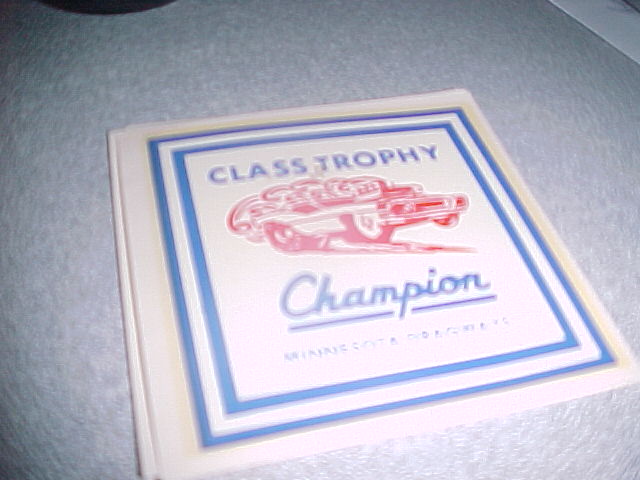 CLASS TROPHY
Champion
MINNESOTA DRAGWAYS